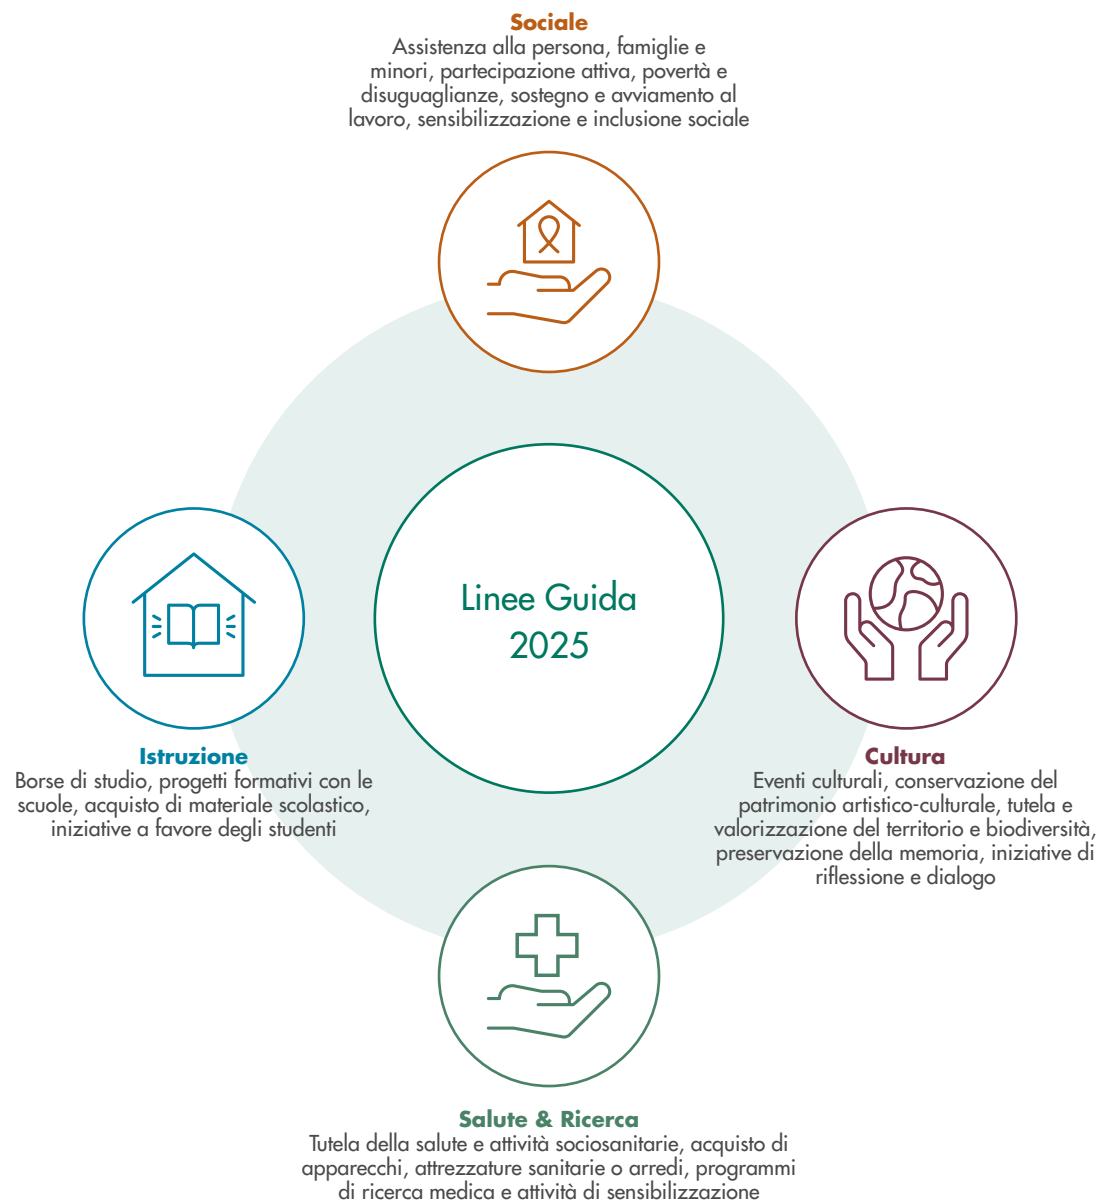 Sociale
Assistenza alla persona, famiglie e
minori, partecipazione attiva, povertà e
disuguaglianze, sostegno e avviamento al
lavoro, sensibilizzazione e inclusione sociale
Linee Guida
2025
Istruzione
Borse di studio, progetti formativi con le
scuole, acquisto di materiale scolastico,
iniziative a favore degli studenti
Cultura
Eventi culturali, conservazione del
patrimonio artistico-culturale, tutela e
valorizzazione del territorio e biodiversità,
preservazione della memoria, iniziative di
riflessione e dialogo
Salute & Ricerca
Tutela della salute e attività sociosanitarie, acquisto di
apparecchi, attrezzature sanitarie o arredi, programmi
di ricerca medica e attività di sensibilizzazione